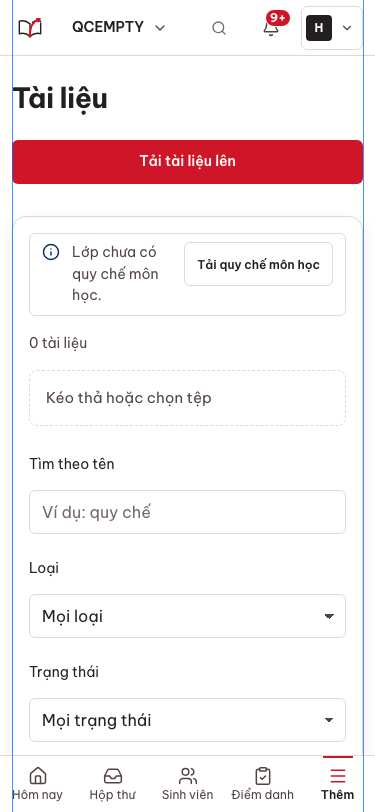 QCEMPTY
9+
H
Tài liệu
Tải tài liệu lên
Lớp chưa có
quy chế môn
học.
Tải quy chế môn học
0 tài liệu
Kéo thả hoặc chọn tệp
Tìm theo tên
Ví dụ: quy chế
Loại
Mọi loại
Trạng thái
Mọi trạng thái
Hôm nay
Hộp thư
Sinh viên
Điểm danh
Thêm